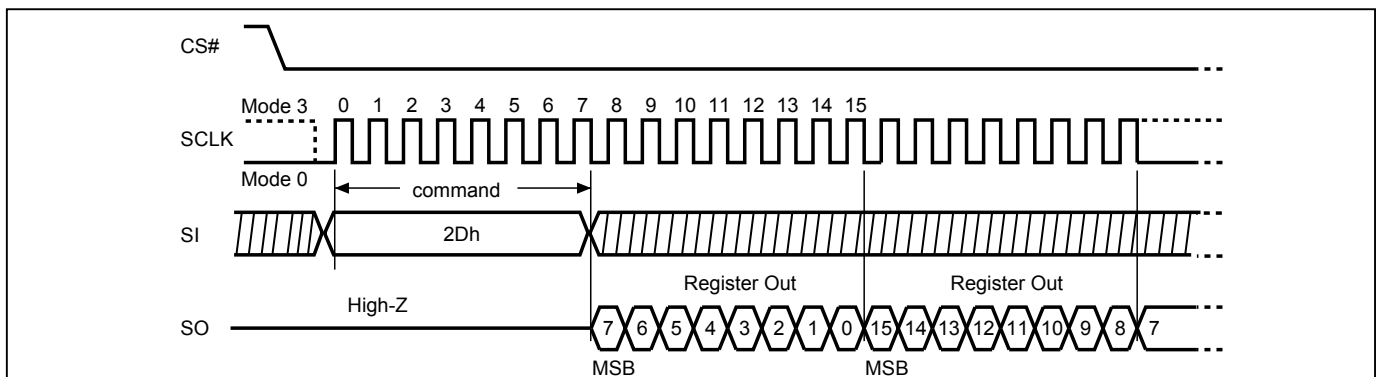 CS#
Mode 3 0 1 2 3 4 5 6 7 8 9 10 11 12 13 14 15
SCLK
Mode 0
command
SI 2Dh
Register Out Register Out
High-Z
SO 7 6 5 4 3 2 1 0 15 14 13 12 11 10 9 8 7
MSB MSB